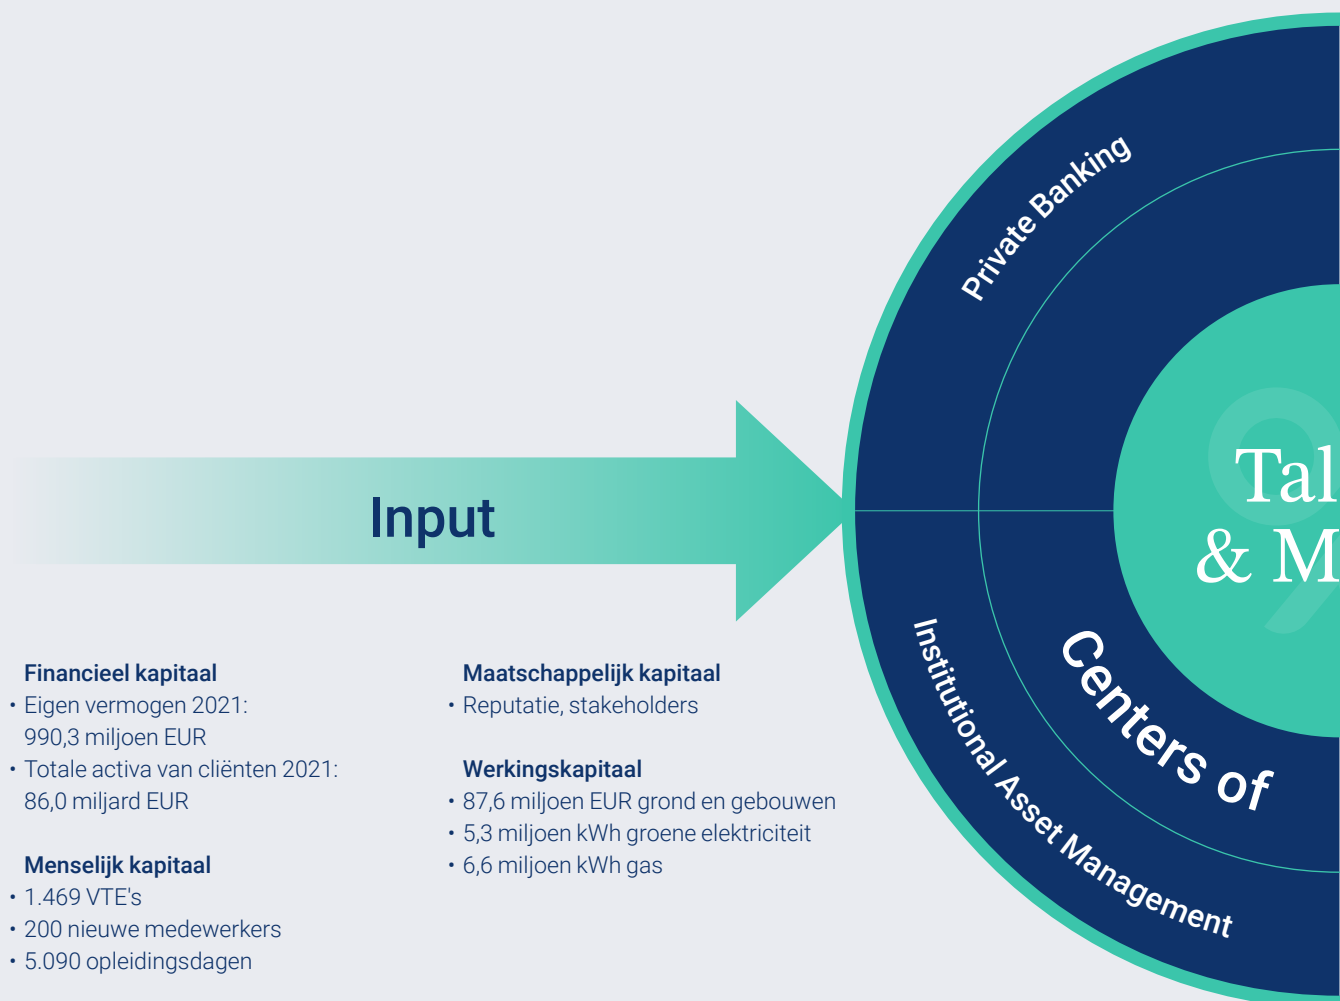 Private Banking
Input
Tal
& M
Centers of
Institutional Asset Management
Financieel kapitaal
• Eigen vermogen 2021:
990,3 miljoen EUR
• Totale activa van cliënten 2021:
86,0 miljard EUR
Menselijk kapitaal
• 1.469 VTE's
• 200 nieuwe medewerkers
• 5.090 opleidingsdagen
Maatschappelijk kapitaal
• Reputatie, stakeholders
Werkingskapitaal
• 87,6 miljoen EUR grond en gebouwen
• 5,3 miljoen kWh groene elektriciteit
• 6,6 miljoen kWh gas